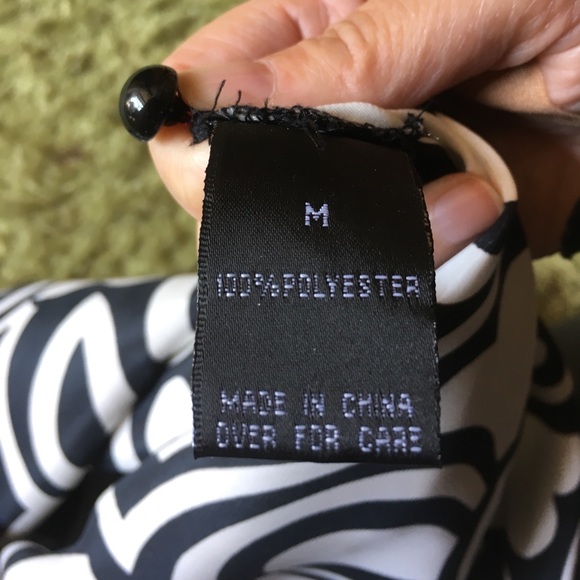 M
100% POLYESTER
MADE IN CHINA
OVER FOR CARE